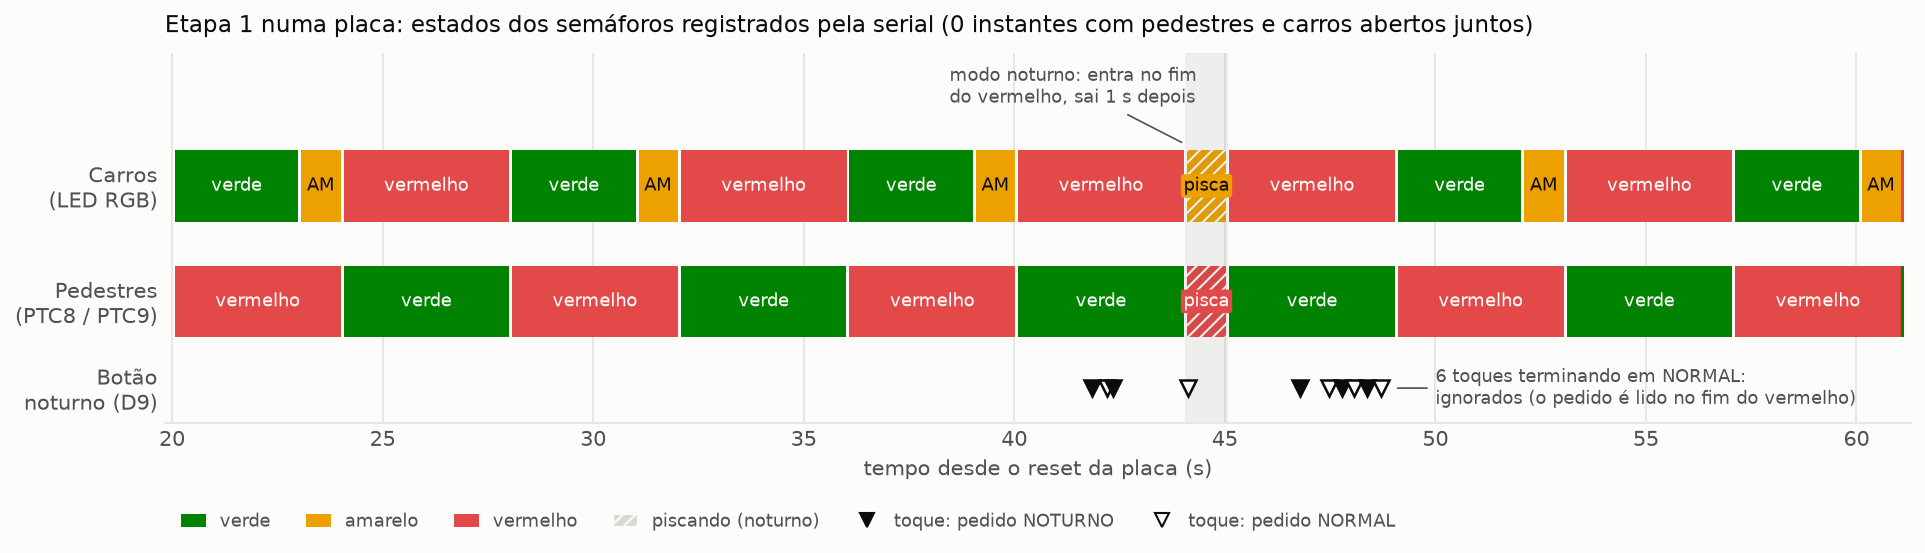 Etapa 1 numa placa: estados dos semáforos registrados pela serial (0 instantes com pedestres e carros abertos juntos)
modo noturno: entra no fim
do vermelho, sai 1 s depois
Carros
(LED RGB)
verde AM vermelho verde AM vermelho verde AM vermelho pisca vermelho verde AM vermelho verde AM
Pedestres
(PTC8 / PTC9)
vermelho verde vermelho verde vermelho verde pisca verde vermelho verde vermelho
Botão
noturno (D9)
6 toques terminando em NORMAL:
ignorados (o pedido é lido no fim do vermelho)
20 25 30 35 40 45 50 55 60
tempo desde o reset da placa (s)
verde amarelo vermelho piscando (noturno) toque: pedido NOTURNO toque: pedido NORMAL